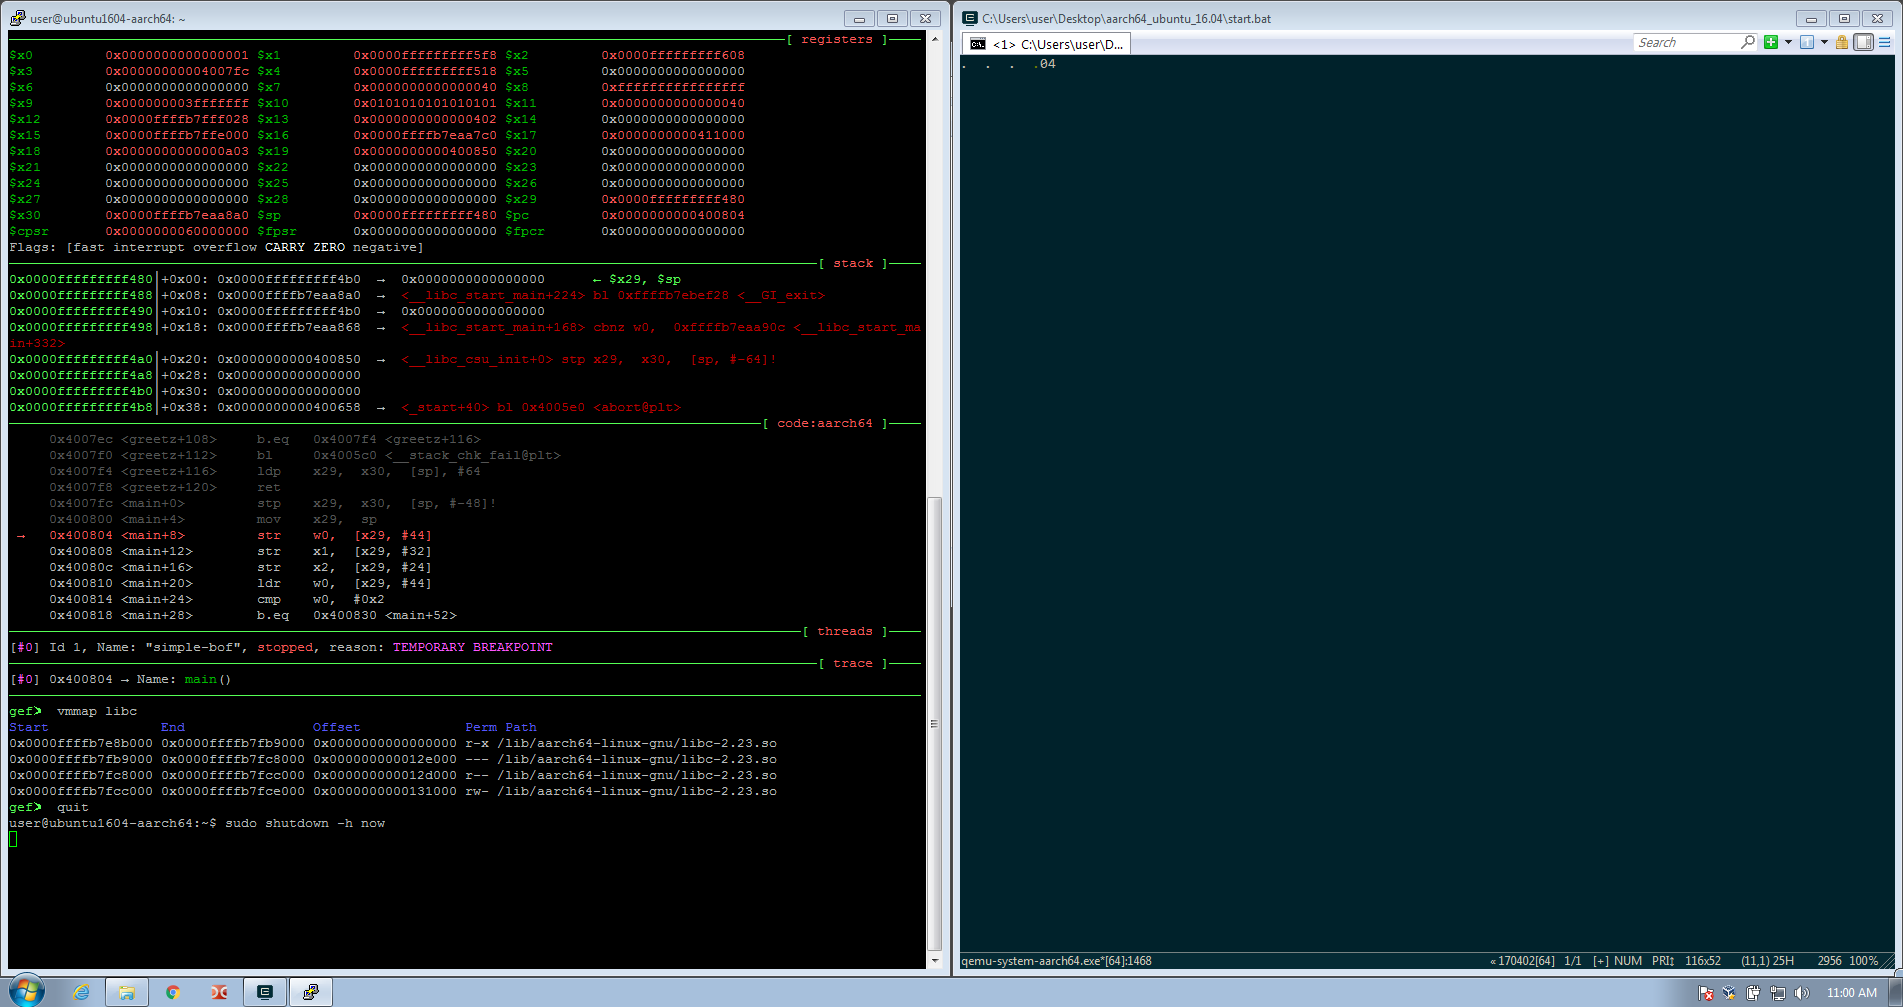 user@ubuntu1604-aarch64: ~
[ registers ]
$x0 0x0000000000000001 $x1 0x0000fffffffff5f8 $x2 0x0000fffffffff608
$x3 0x00000000004007fc $x4 0x0000fffffffff518 $x5 0x0000000000000000
$x6 0x0000000000000000 $x7 0x0000000000000040 $x8 0xffffffffffffffff
$x9 0x000000003fffffff $x10 0x0101010101010101 $x11 0x0000000000000040
$x12 0x0000ffffb7fff028 $x13 0x0000000000000402 $x14 0x0000000000000000
$x15 0x0000ffffb7ffe000 $x16 0x0000ffffb7eaa7c0 $x17 0x0000000000411000
$x18 0x0000000000000a03 $x19 0x0000000000400850 $x20 0x0000000000000000
$x21 0x0000000000000000 $x22 0x0000000000000000 $x23 0x0000000000000000
$x24 0x0000000000000000 $x25 0x0000000000000000 $x26 0x0000000000000000
$x27 0x0000000000000000 $x28 0x0000000000000000 $x29 0x0000fffffffff480
$x30 0x0000ffffb7eaa8a0 $sp 0x0000fffffffff480 $pc 0x0000000000400804
$cpsr 0x0000000060000000 $fpsr 0x0000000000000000 $fpcr 0x0000000000000000
Flags: [fast interrupt overflow CARRY ZERO negative]
[ stack ]
0x0000fffffffff480│+0x00: 0x0000fffffffff4b0 → 0x0000000000000000 ← $x29, $sp
0x0000fffffffff488│+0x08: 0x0000ffffb7eaa8a0 → <__libc_start_main+224> bl 0xffffb7ebef28 <__GI_exit>
0x0000fffffffff490│+0x10: 0x0000fffffffff4b0 → 0x0000000000000000
0x0000fffffffff498│+0x18: 0x0000ffffb7eaa868 → <__libc_start_main+168> cbnz w0, 0xffffb7eaa90c <__libc_start_ma
in+332>
0x0000fffffffff4a0│+0x20: 0x0000000000400850 → <__libc_csu_init+0> stp x29, x30, [sp, #-64]!
0x0000fffffffff4a8│+0x28: 0x0000000000000000
0x0000fffffffff4b0│+0x30: 0x0000000000000000
0x0000fffffffff4b8│+0x38: 0x0000000000400658 → <_start+40> bl 0x4005e0 <abort@plt>
[ code:aarch64 ]
0x4007ec <greetz+108> b.eq 0x4007f4 <greetz+116>
0x4007f0 <greetz+112> bl 0x4005c0 <__stack_chk_fail@plt>
0x4007f4 <greetz+116> ldp x29, x30, [sp], #64
0x4007f8 <greetz+120> ret
0x4007fc <main+0> stp x29, x30, [sp, #-48]!
0x400800 <main+4> mov x29, sp
→ 0x400804 <main+8> str w0, [x29, #44]
0x400808 <main+12> str x1, [x29, #32]
0x40080c <main+16> str x2, [x29, #24]
0x400810 <main+20> ldr w0, [x29, #44]
0x400814 <main+24> cmp w0, #0x2
0x400818 <main+28> b.eq 0x400830 <main+52>
[ threads ]
[#0] Id 1, Name: "simple-bof", stopped, reason: TEMPORARY BREAKPOINT
[ trace ]
[#0] 0x400804 → Name: main()
gef> vmmap libc
Start End Offset Perm Path
0x0000ffffb7e8b000 0x0000ffffb7fb9000 0x0000000000000000 r-x /lib/aarch64-linux-gnu/libc-2.23.so
0x0000ffffb7fb9000 0x0000ffffb7fc8000 0x000000000012e000 --- /lib/aarch64-linux-gnu/libc-2.23.so
0x0000ffffb7fc8000 0x0000ffffb7fcc000 0x000000000012d000 r-- /lib/aarch64-linux-gnu/libc-2.23.so
0x0000ffffb7fcc000 0x0000ffffb7fce000 0x0000000000131000 rw- /lib/aarch64-linux-gnu/libc-2.23.so
gef> quit
user@ubuntu1604-aarch64:~$ sudo shutdown -h now
C:\Users\user\Desktop\aarch64_ubuntu_16.04\start.bat
<1> C:\Users\user\D...
Search
. . . .04
qemu-system-aarch64.exe*[64]:1468 «170402[64] 1/1 [+] NUM PRI↕ 116x52 (11,1) 25H 2956 100%
11:00 AM